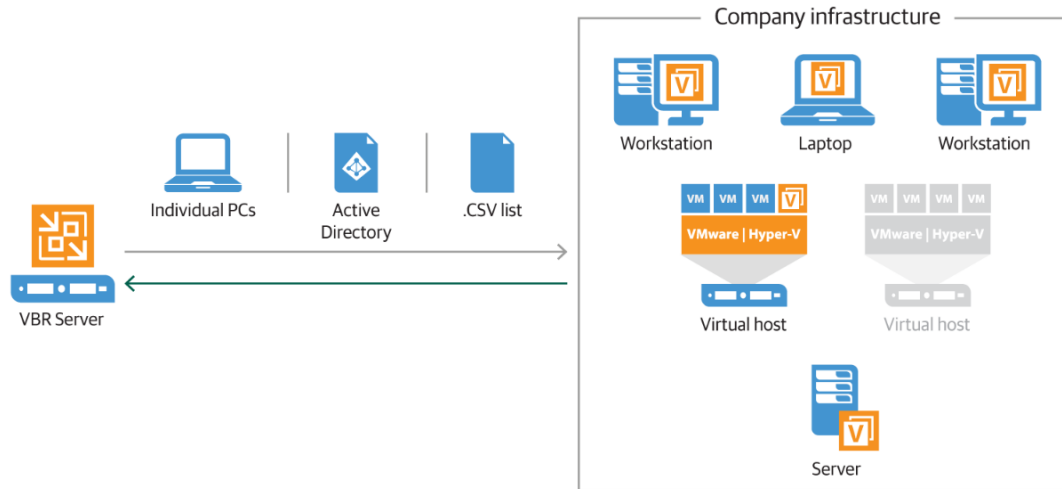 Company infrastructure
V
V
V
Workstation
Laptop
Workstation
Individual PCs
Active
Directory
.CSV list
VM VM VM V
VMware | Hyper-V
VM VM VM VM
VMware | Hyper-V
VBR Server
Virtual host
Virtual host
V
Server